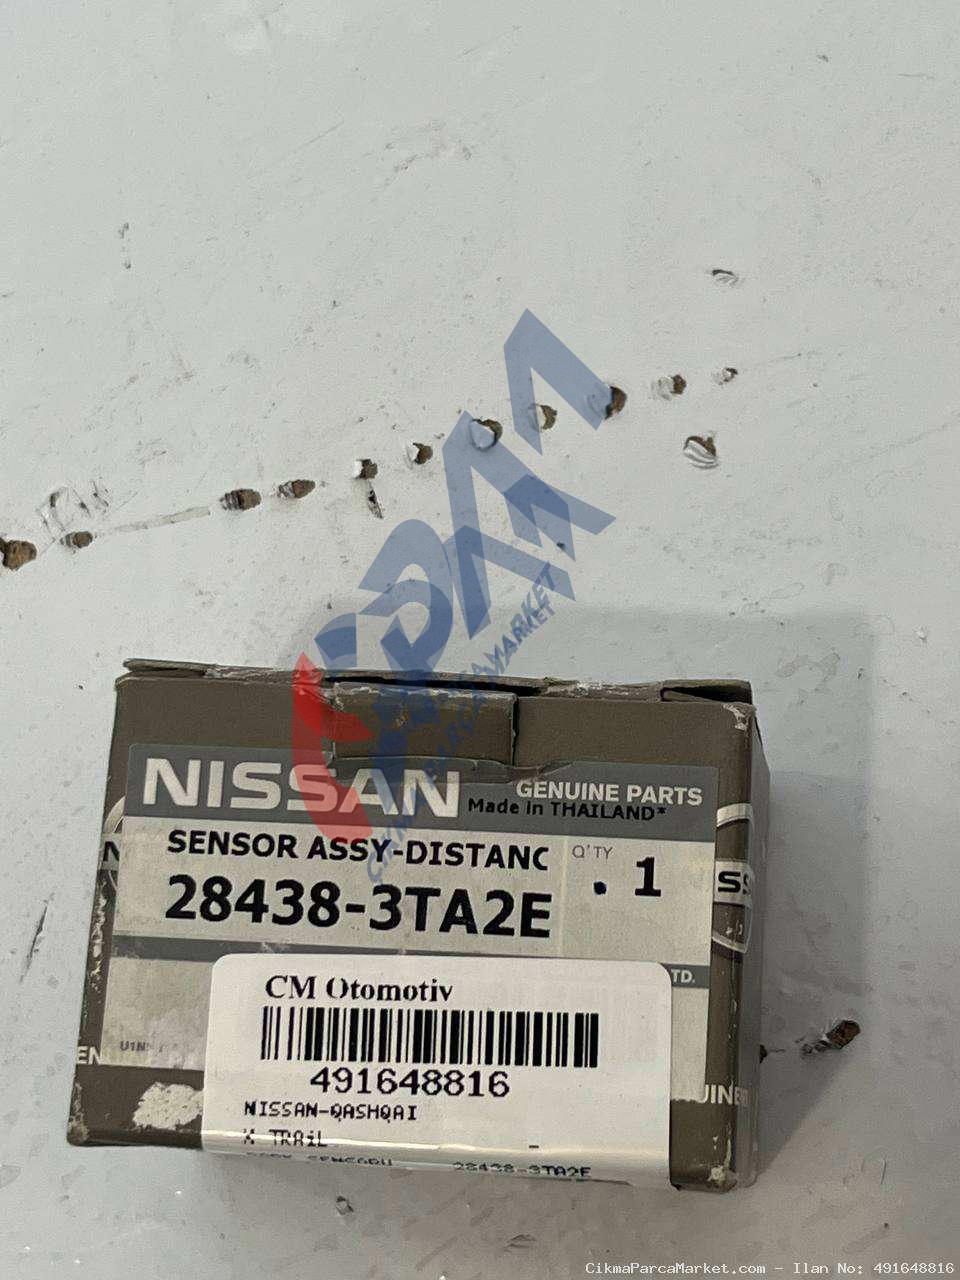 NISSAN
GENUINE PARTS
Made in THAILAND*
SENSOR ASSY-DISTANC
28438-3TA2E
Q'TY
. 1
TD.
CM Otomotiv
491648816
NISSAN-QASHQAI
X TRAiL
28438-3TA2E
CikmaParcaMarket.com - Ilan No: 491648816